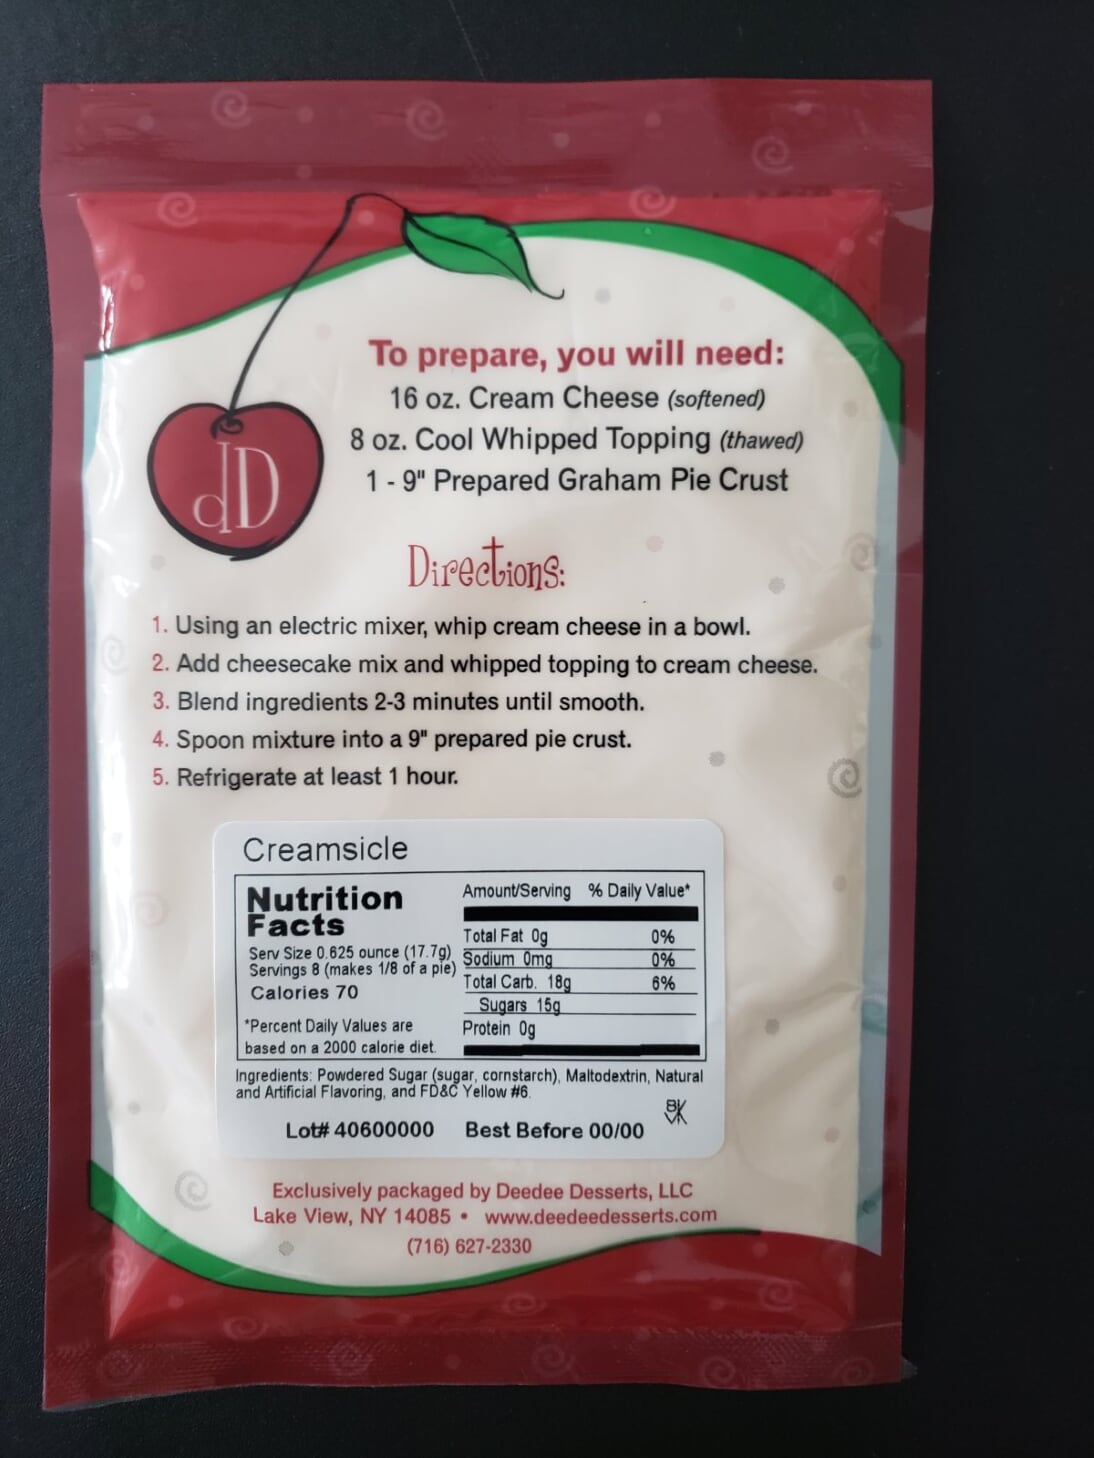 To prepare, you will need:
16 oz. Cream Cheese (softened)
8 oz. Cool Whipped Topping (thawed)
1 - 9" Prepared Graham Pie Crust
dD
Directions:
1. Using an electric mixer, whip cream cheese in a bowl.
2. Add cheesecake mix and whipped topping to cream cheese.
3. Blend ingredients 2-3 minutes until smooth.
4. Spoon mixture into a 9" prepared pie crust.
5. Refrigerate at least 1 hour.
Creamsicle
Nutrition
Facts
Serv Size 0.625 ounce (17.7g)
Servings 8 (makes 1/8 of a pie)
Calories 70
*Percent Daily Values are
based on a 2000 calorie diet.
Amount/Serving % Daily Value*
Total Fat 0g 0%
Sodium 0mg 0%
Total Carb. 18g 6%
Sugars 15g
Protein 0g
Ingredients: Powdered Sugar (sugar, cornstarch), Maltodextrin, Natural
and Artificial Flavoring, and FD&C Yellow #6.
Lot# 40600000 Best Before 00/00
Exclusively packaged by Deedee Desserts, LLC
Lake View, NY 14085 • www.deedeedesserts.com
(716) 627-2330